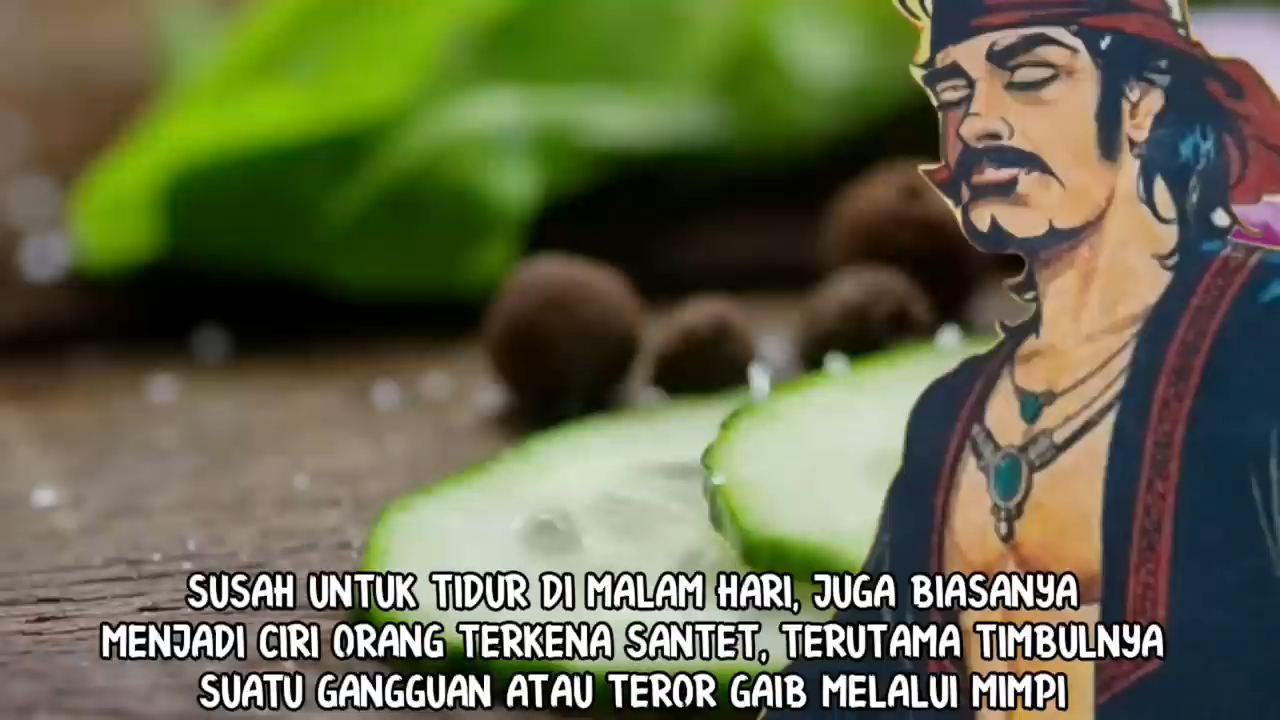 SUSAH UNTUK TIDUR DI MALAM HARI, JUGA BIASANYA
MENJADI CIRI ORANG TERKENA SANTET, TERUTAMA TIMBULNYA
SUATU GANGGUAN ATAU TEROR GAIB MELALUI MIMPI